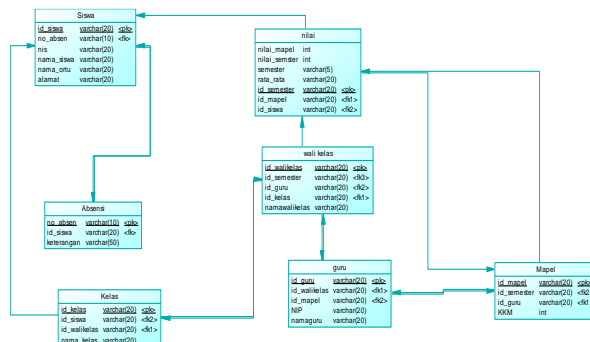 Siswa
id_siswa varchar(20) <pk>
no_absen varchar(10) <fk>
nis varchar(20)
nama_siswa varchar(20)
nama_ortu varchar(20)
alamat varchar(20)
nilai
nilai_mapel int
nilai_semster int
semester varchar(5)
rata_rata varchar(20)
id_semester varchar(20) <pk>
id_mapel varchar(20) <fk1>
id_siswa varchar(20) <fk2>
wali kelas
id_walikelas varchar(20) <pk>
id_semester varchar(20) <fk3>
id_guru varchar(20) <fk2>
id_kelas varchar(20) <fk1>
namawalikelas varchar(20)
Absensi
no_absen varchar(10) <pk>
id_siswa varchar(20) <fk>
keterangan varchar(50)
guru
id_guru varchar(20) <pk>
id_walikelas varchar(20) <fk1>
id_mapel varchar(20) <fk2>
NIP varchar(20)
namaguru varchar(20)
Mapel
id_mapel varchar(20) <pk>
id_semester varchar(20) <fk2
id_guru varchar(20) <fk1
KKM int
Kelas
id_kelas varchar(20) <pk>
id_siswa varchar(20) <fk2>
id_walikelas varchar(20) <fk1>
nama_kelas varchar(20)